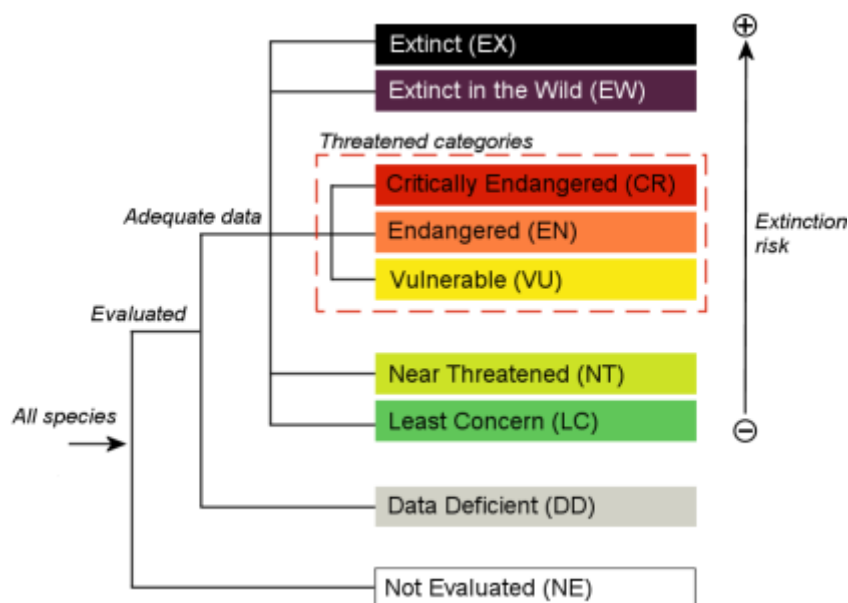 Extinct (EX)
Extinct in the Wild (EW)
Threatened categories
Critically Endangered (CR)
Adequate data
Endangered (EN)
Extinction
risk
Vulnerable (VU)
Evaluated
Near Threatened (NT)
All species
Least Concern (LC)
Data Deficient (DD)
Not Evaluated (NE)